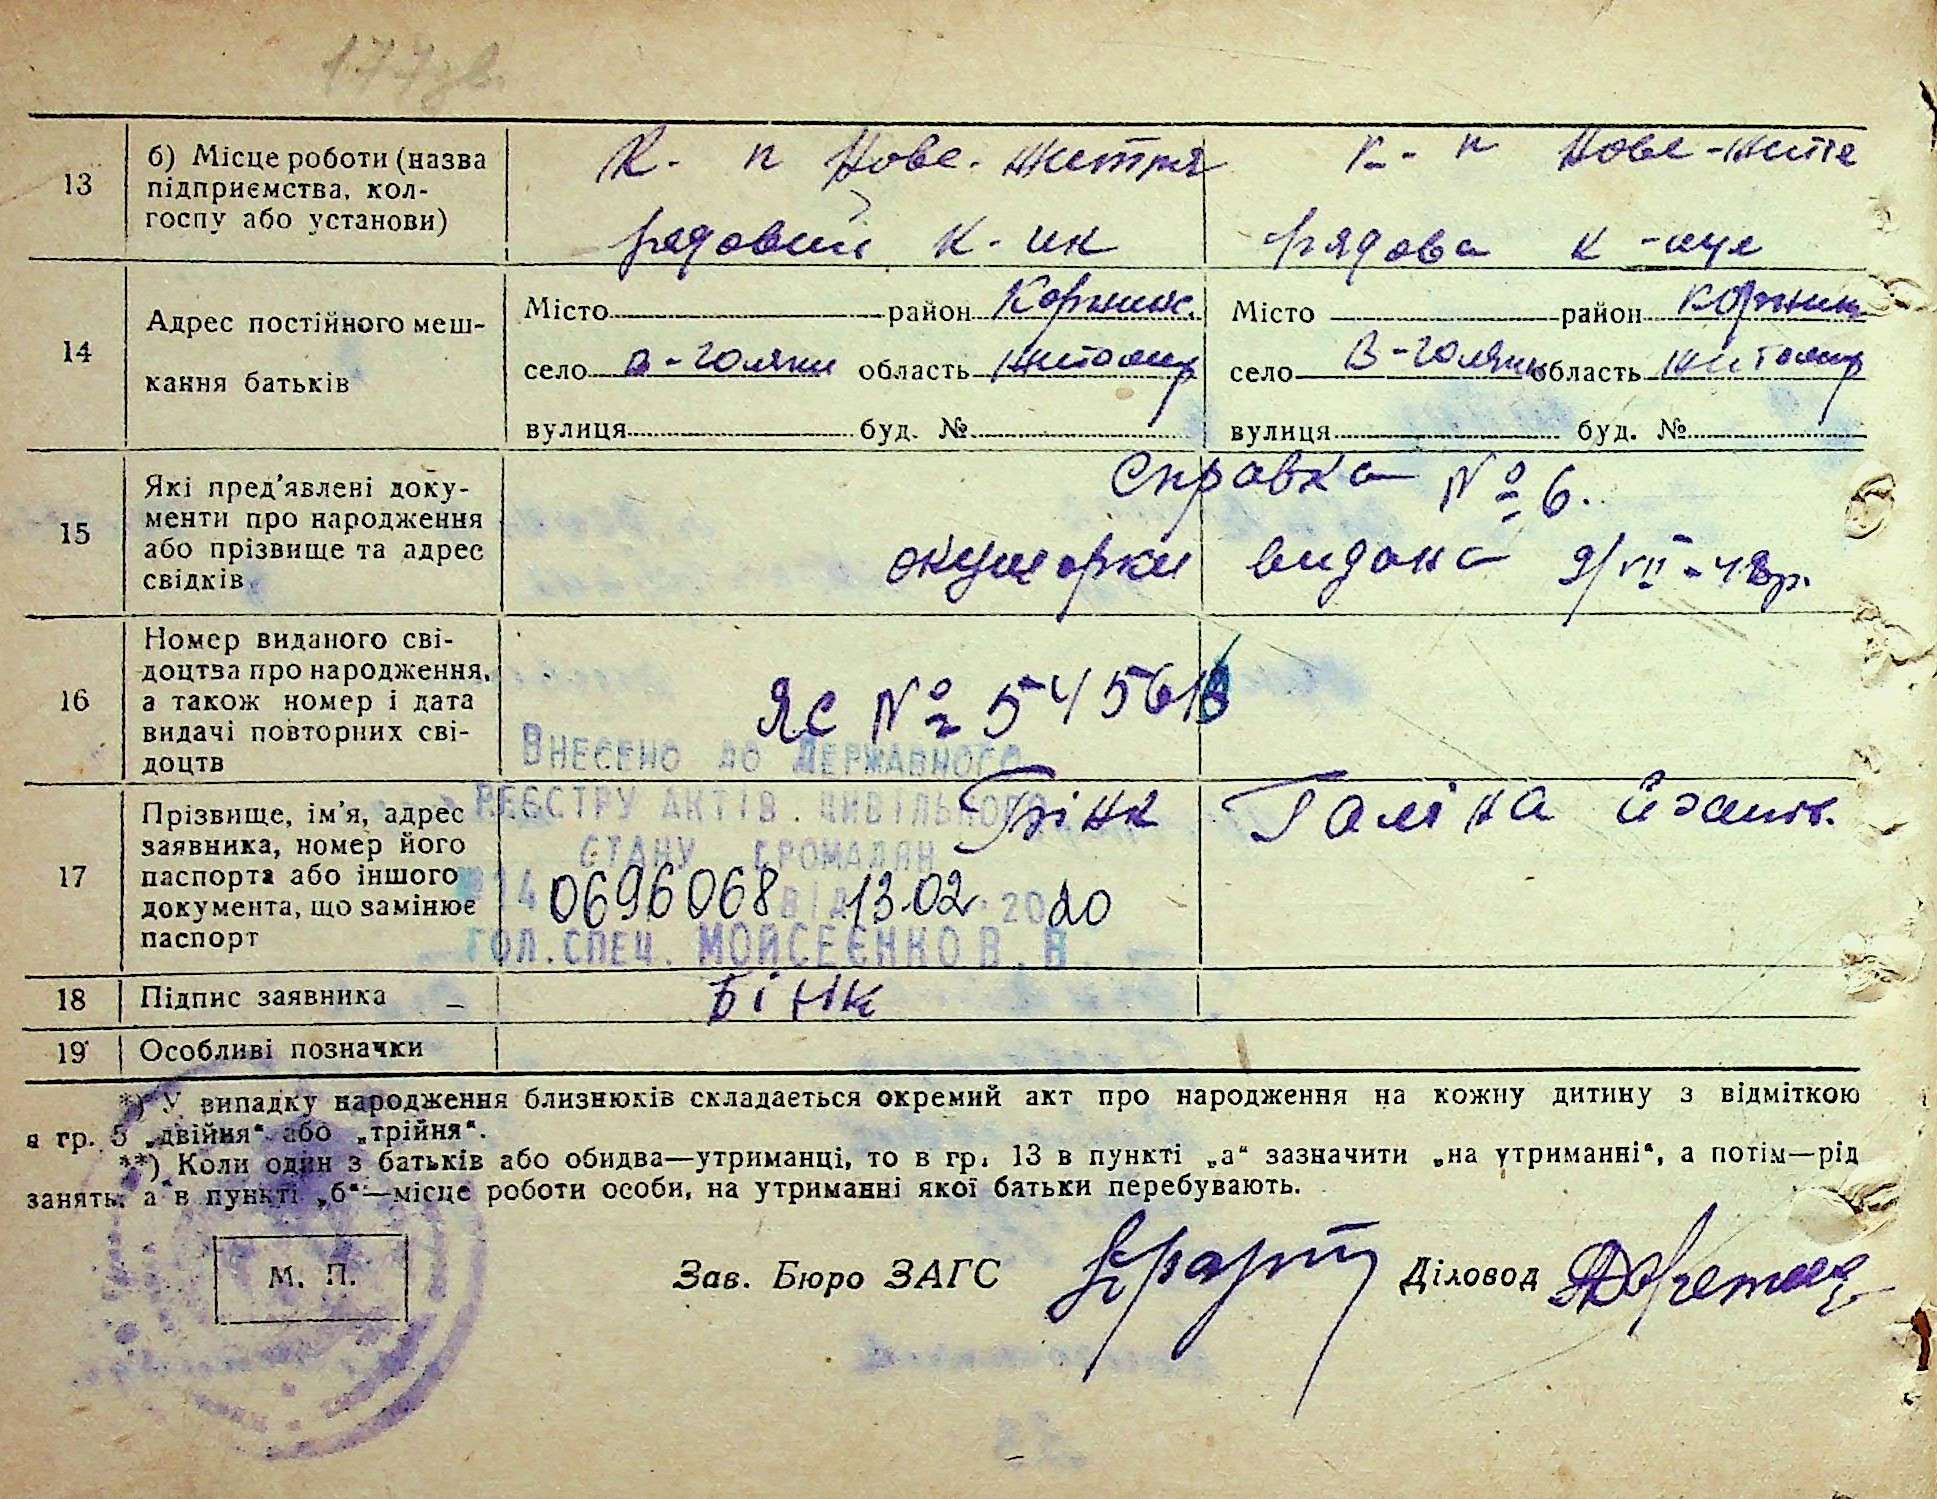 177зв.
13
б) Місце роботи (назва
підприємства, кол-
госпу або установи)
К- п Нове- життя
рядовий к-ик
К- п Нове-життя
рядова к-иця
14
Адрес постійного меш-
кання батьків
Місто район Корнин.
село В-Голяки область Житомир
вулиця буд. №
Місто район Корнин
село В-Голяки область Житомир
вулиця буд. №
15
Які пред'явлені доку-
менти про народження
або прізвище та адрес
свідків
Справка № 6.
окушорки видана 9/VII-48р.
16
Номер виданого сві-
доцтва про народження,
а також номер і дата
видачі повторних сві-
доцтв
ЯС № 545618
17
Прізвище, ім'я, адрес
заявника, номер його
паспорта або іншого
документа, що замінює
паспорт
Бінк Галіна
Внесено до Державного
реєстру актів цивільного
стану громадян
№14 0696068 від 13.02.2020
Гол.спец. Мойсеєнко В.В.
18
Підпис заявника
Бінк
19
Особливі позначки
*) У випадку народження близнюків складається окремий акт про народження на кожну дитину з відміткою
в гр. 5 „двійня“ або „трійня“.
**) Коли один з батьків або обидва—утриманці, то в гр. 13 в пункті „а“ зазначити „на утриманні“, а потім—рід
занять, а в пункті „б“—місце роботи особи, на утриманні якої батьки перебувають.
М. П.
Зав. Бюро ЗАГС
Діловод